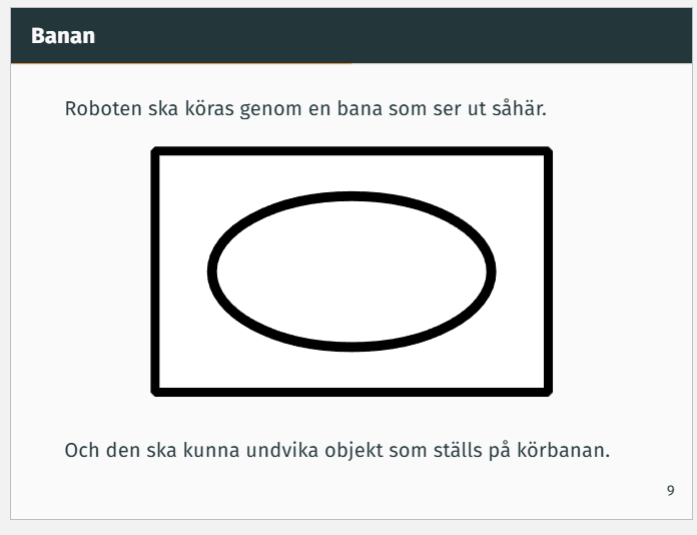 Banan
Roboten ska köras genom en bana som ser ut såhär.
Och den ska kunna undvika objekt som ställs på körbanan.
9